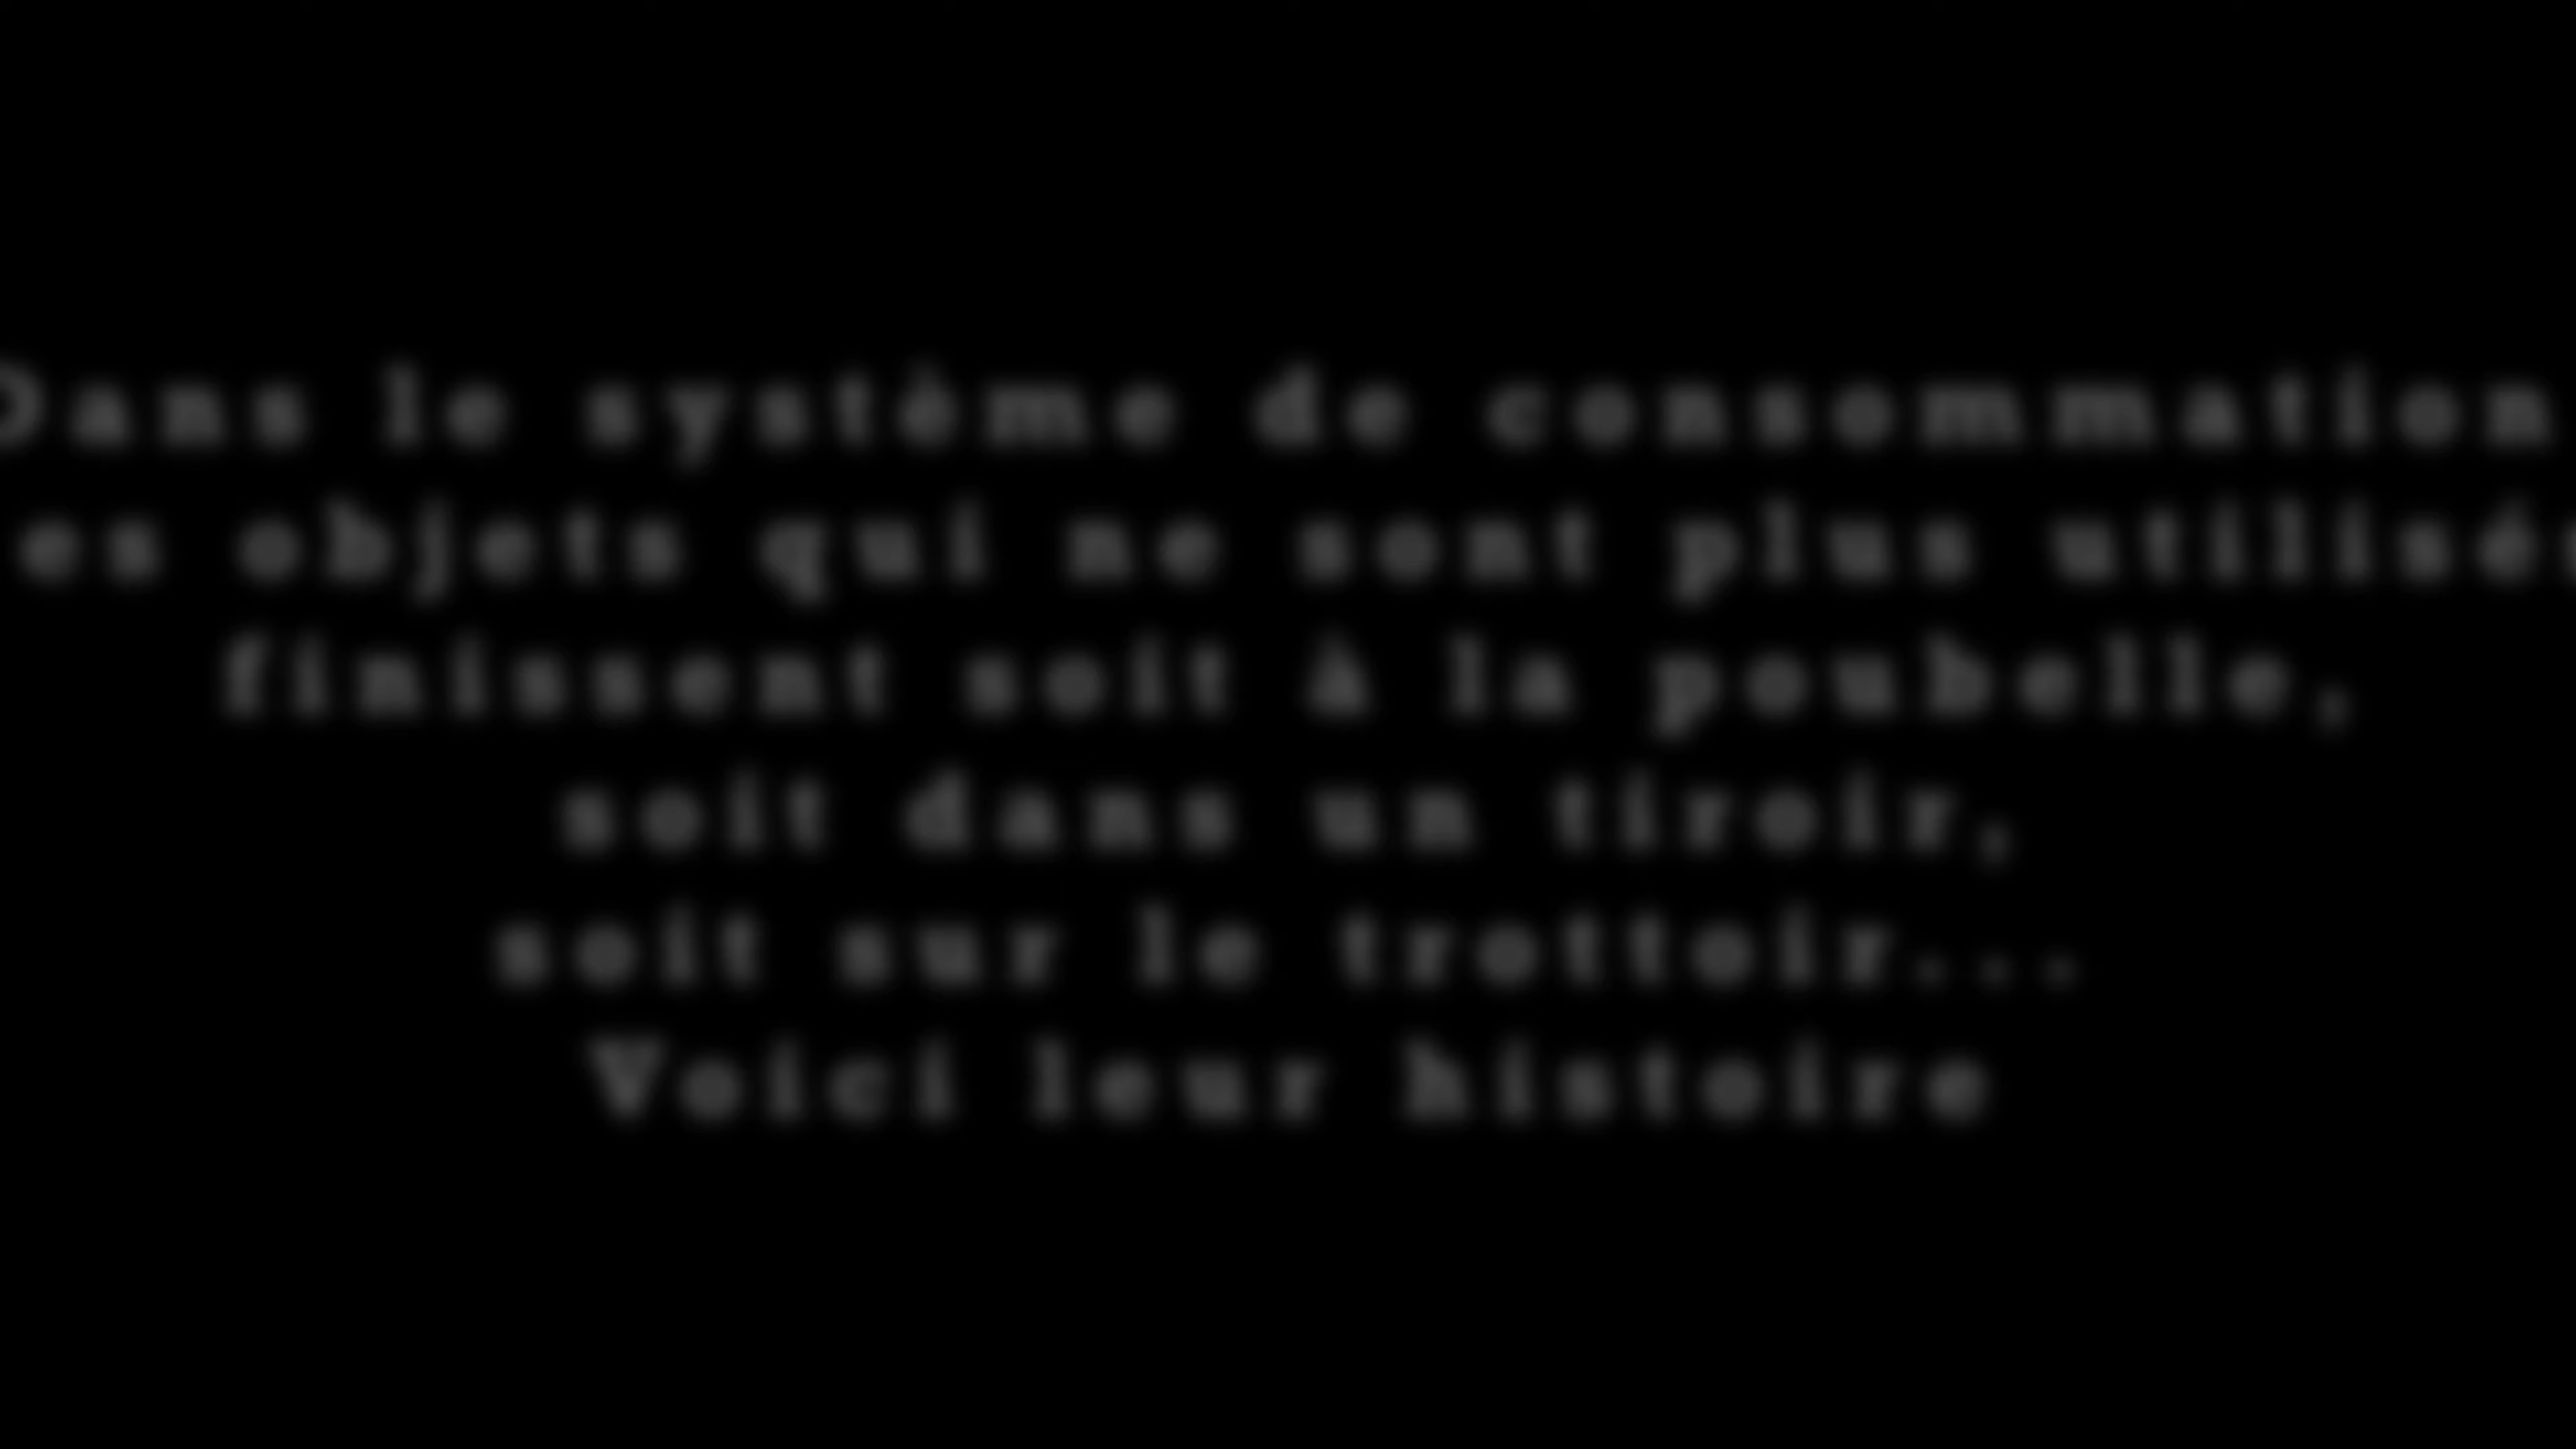 Dans le système de consommation
es objets qui ne sont plus utilisé
finissent soit à la poubelle,
soit dans un tiroir,
soit sur le trottoir...
Voici leur histoire